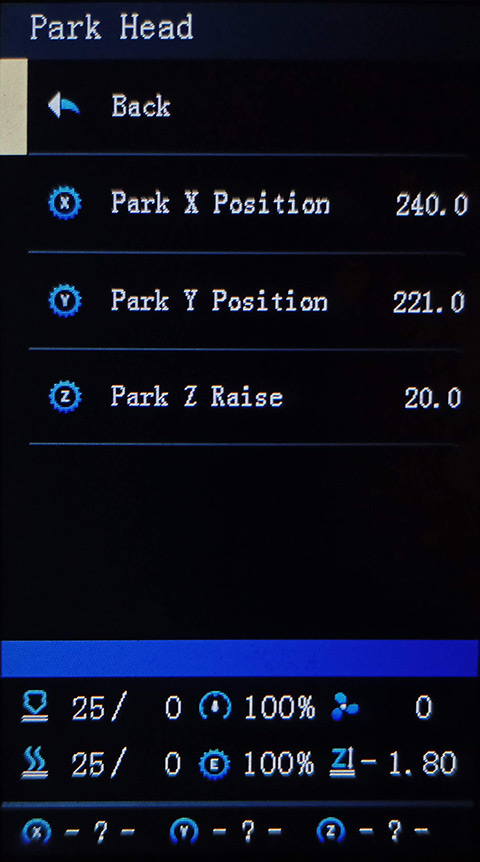 Park Head
Back
X Park X Position 240.0
Y Park Y Position 221.0
Z Park Z Raise 20.0
25/ 0 100% 0
25/ 0 E 100% Z -1.80
X -?- Y -?- Z -?-